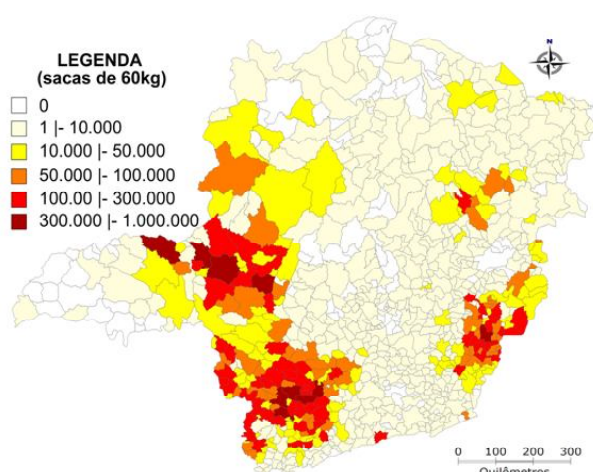 N
LEGENDA
(sacas de 60kg)
0
1 |- 10.000
10.000 |- 50.000
50.000 |- 100.000
100.00 |- 300.000
300.000 |- 1.000.000
0 100 200 300
Quilômetros